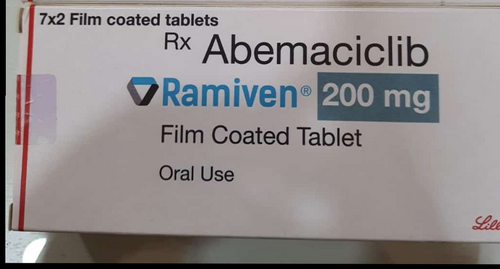 7x2 Film coated tablets
Rx Abemaciclib
Ramiven® 200 mg
Film Coated Tablet
Oral Use